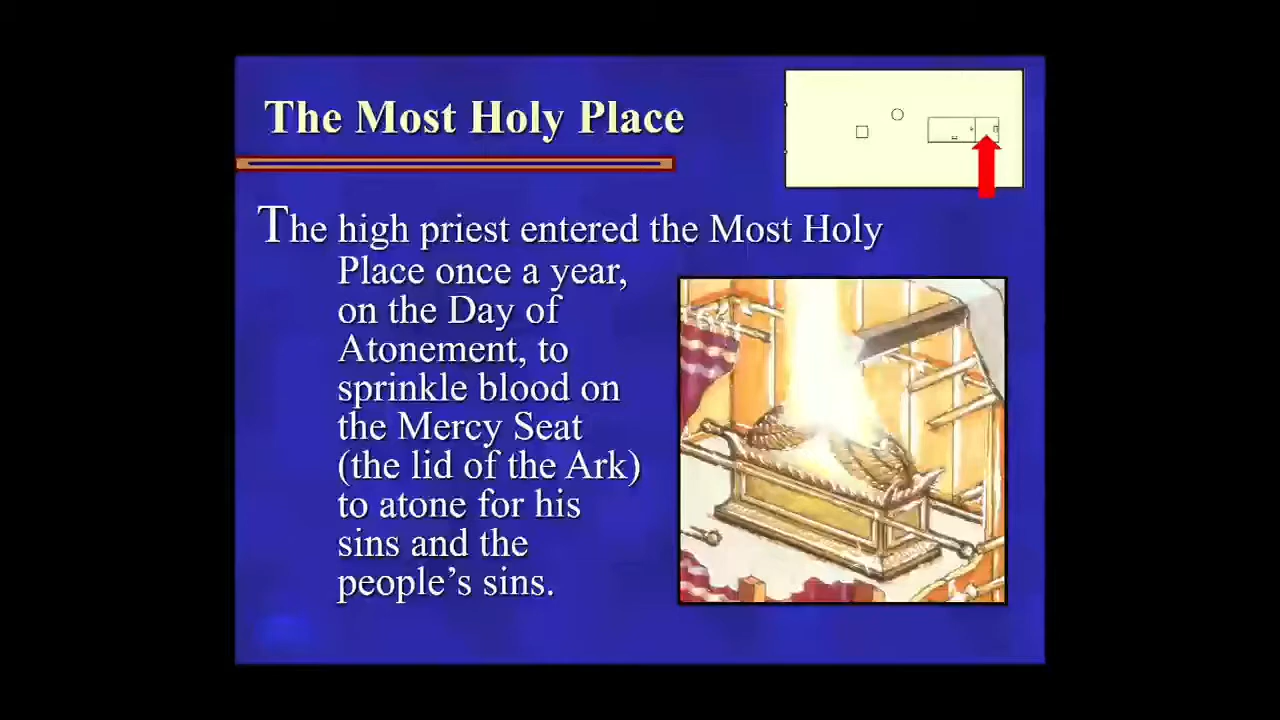 The Most Holy Place
The high priest entered the Most Holy
Place once a year,
on the Day of
Atonement, to
sprinkle blood on
the Mercy Seat
(the lid of the Ark)
to atone for his
sins and the
people’s sins.